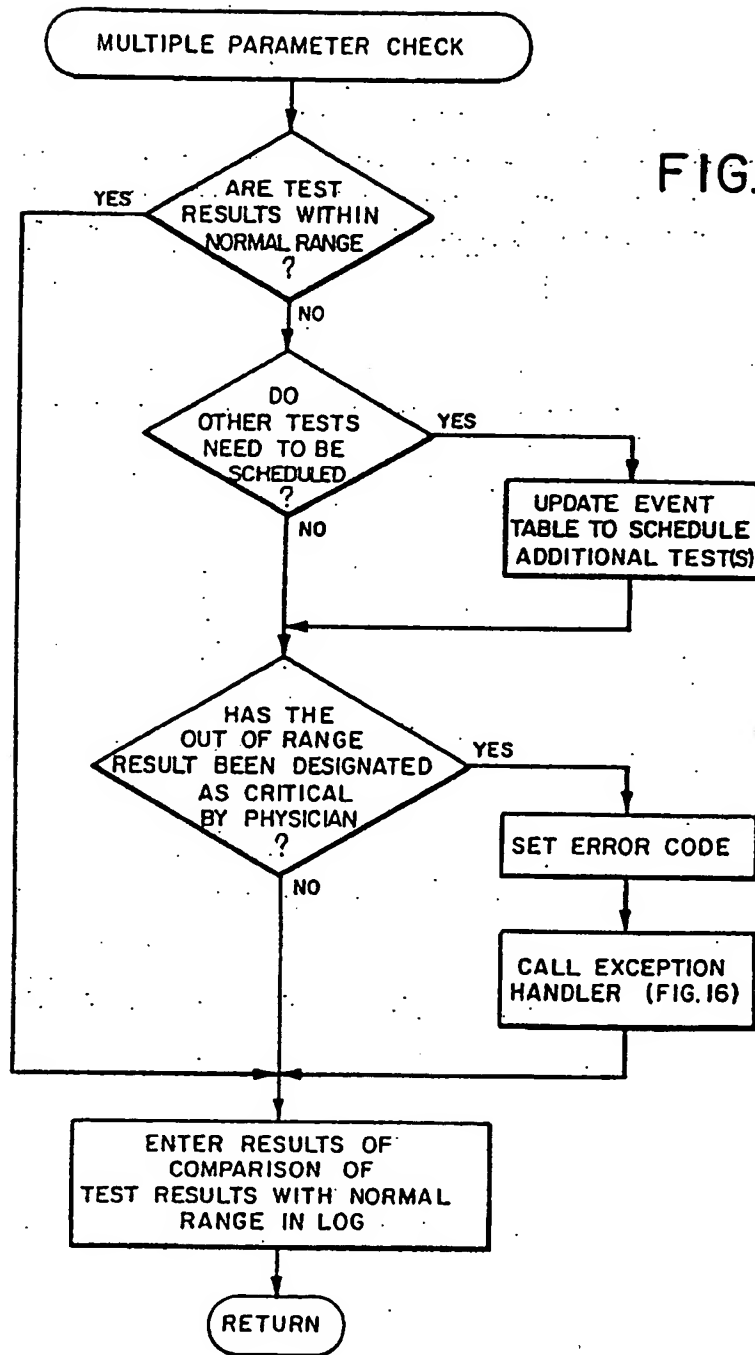 MULTIPLE PARAMETER CHECK
FIG.
YES
ARE TEST
RESULTS WITHIN
NORMAL RANGE
?
NO
DO
OTHER TESTS
NEED TO BE
SCHEDULED
?
YES
NO
UPDATE EVENT
TABLE TO SCHEDULE
ADDITIONAL TEST(S)
HAS THE
OUT OF RANGE
RESULT BEEN DESIGNATED
AS CRITICAL
BY PHYSICIAN
?
YES
NO
SET ERROR CODE
CALL EXCEPTION
HANDLER (FIG. 16)
ENTER RESULTS OF
COMPARISON OF
TEST RESULTS WITH NORMAL
RANGE IN LOG
RETURN